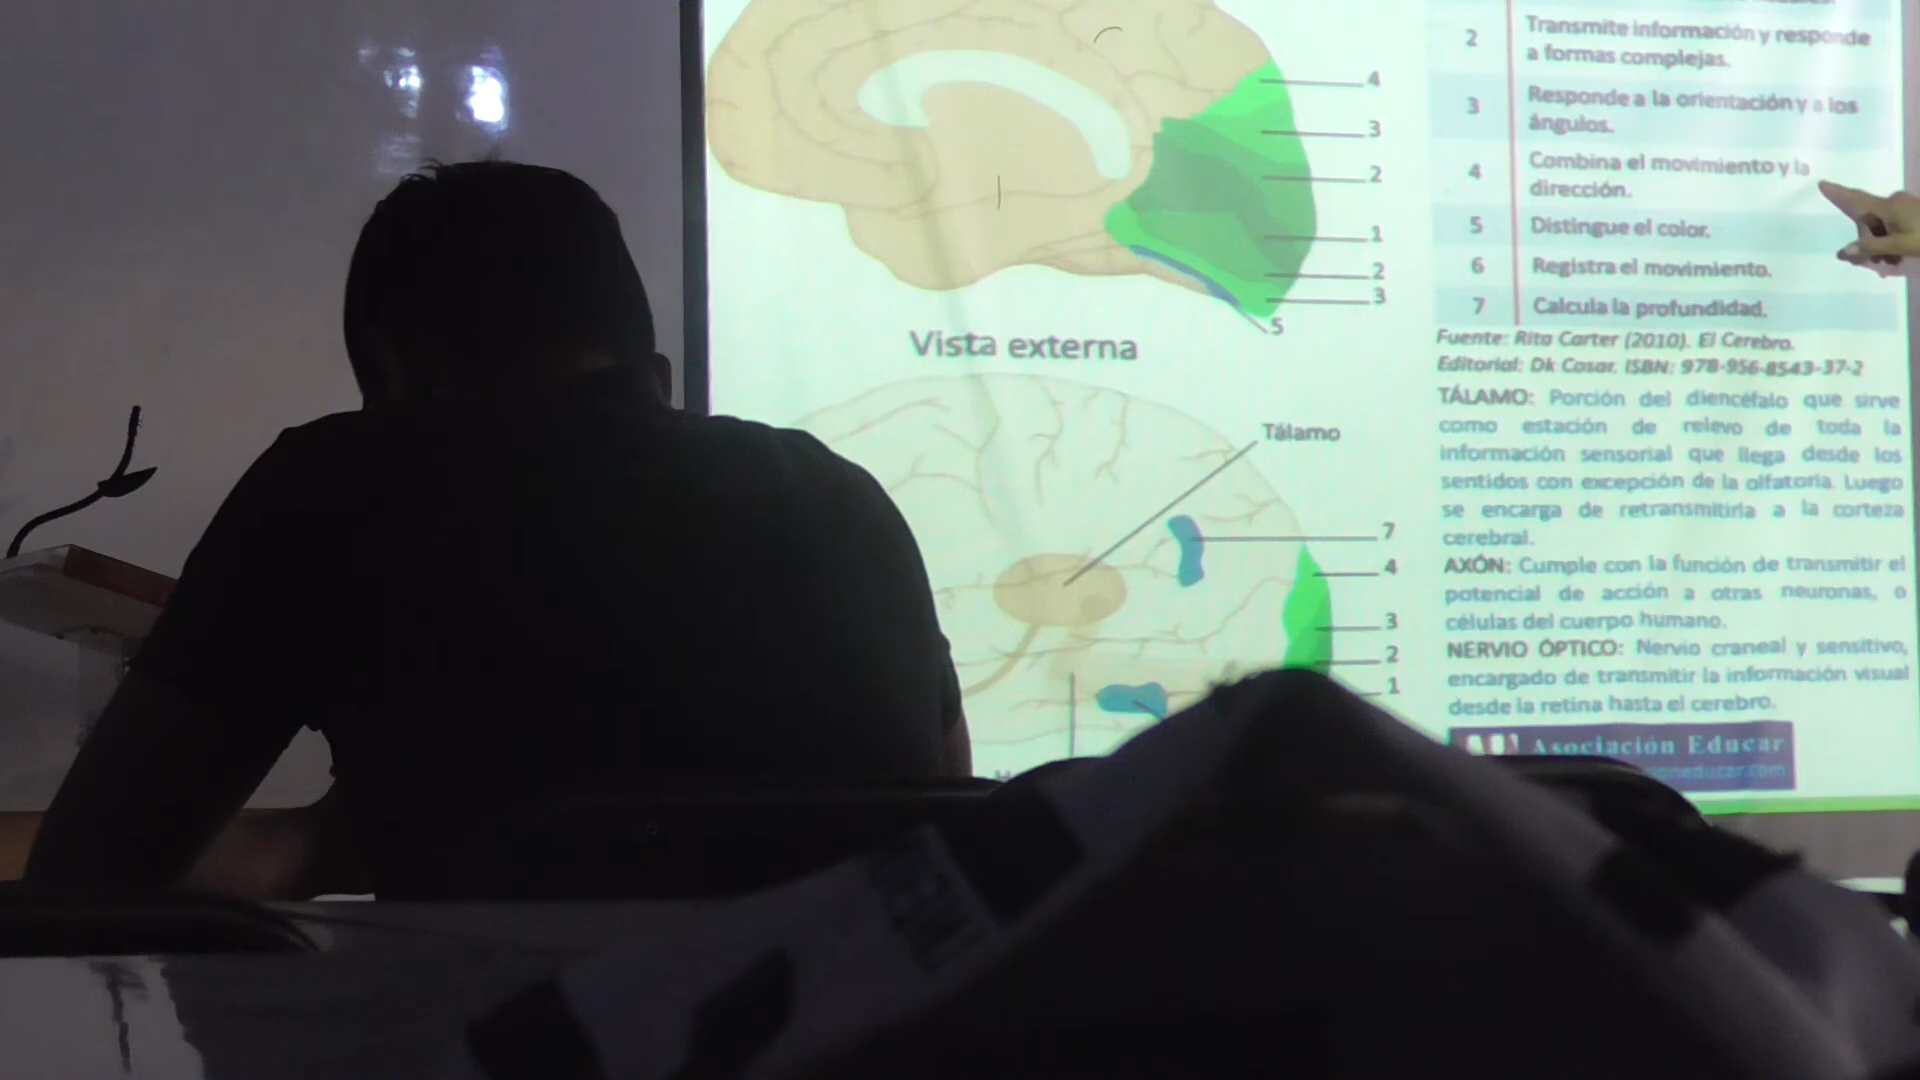 4
3
2
1
2
3
5
Vista externa
Tálamo
7
4
3
2
1
2 Transmite información y responde
a formas complejas.
3 Responde a la orientación y a los
ángulos.
4 Combina el movimiento y la
dirección.
5 Distingue el color.
6 Registra el movimiento.
7 Calcula la profundidad.
Fuente: Rita Carter (2010). El Cerebro.
Editorial: Dk Cosar. ISBN: 978-956-8543-37-2
TÁLAMO: Porción del diencéfalo que sirve
como estación de relevo de toda la
información sensorial que llega desde los
sentidos con excepción de la olfatoria. Luego
se encarga de retransmitirla a la corteza
cerebral.
AXÓN: Cumple con la función de transmitir el
potencial de acción a otras neuronas, o
células del cuerpo humano.
NERVIO ÓPTICO: Nervio craneal y sensitivo,
encargado de transmitir la información visual
desde la retina hasta el cerebro.
Asociación Educar